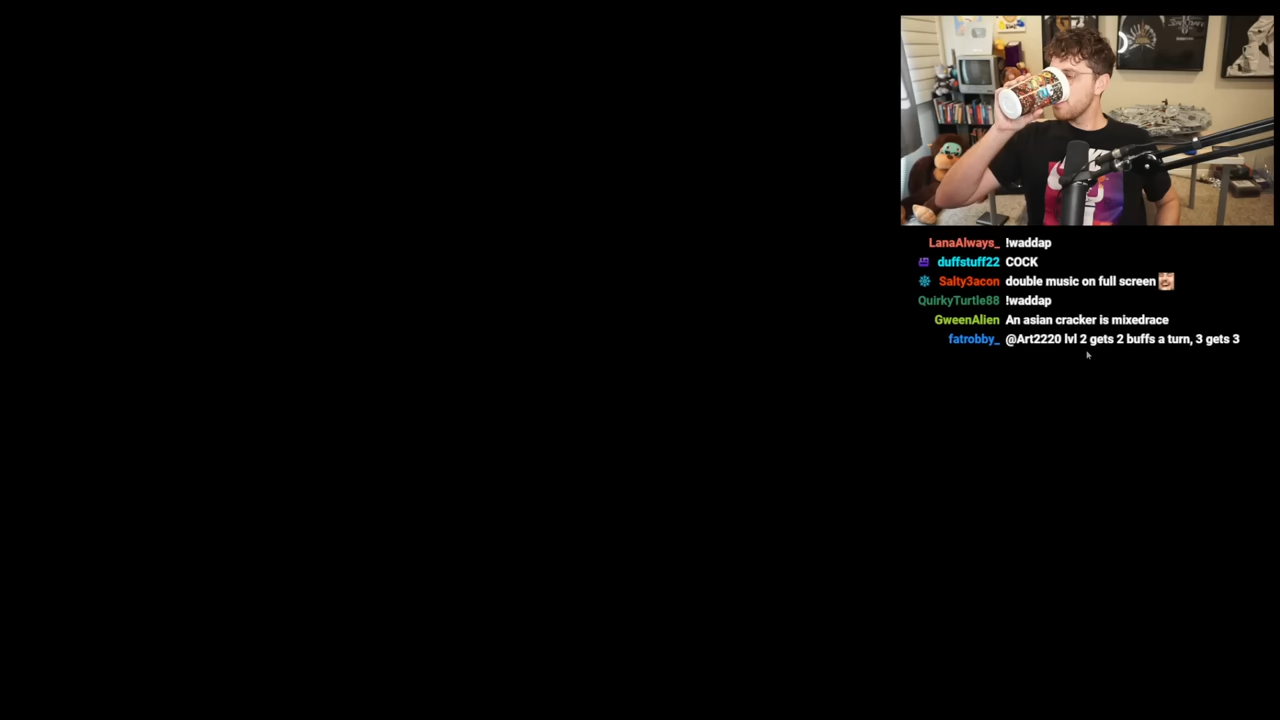 LanaAlways_ !waddap
duffstuff22 COCK
Salty3acon double music on full screen
QuirkyTurtle88 !waddap
GweenAlien An asian cracker is mixedrace
fatrobby_ @Art2220 lvl 2 gets 2 buffs a turn, 3 gets 3